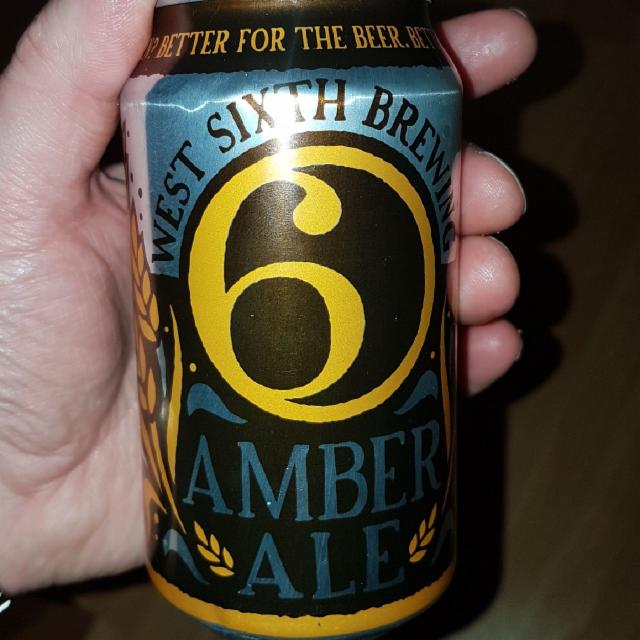 BETTER FOR THE BEER.
WEST SIXTH BREWING
6
AMBER
ALE